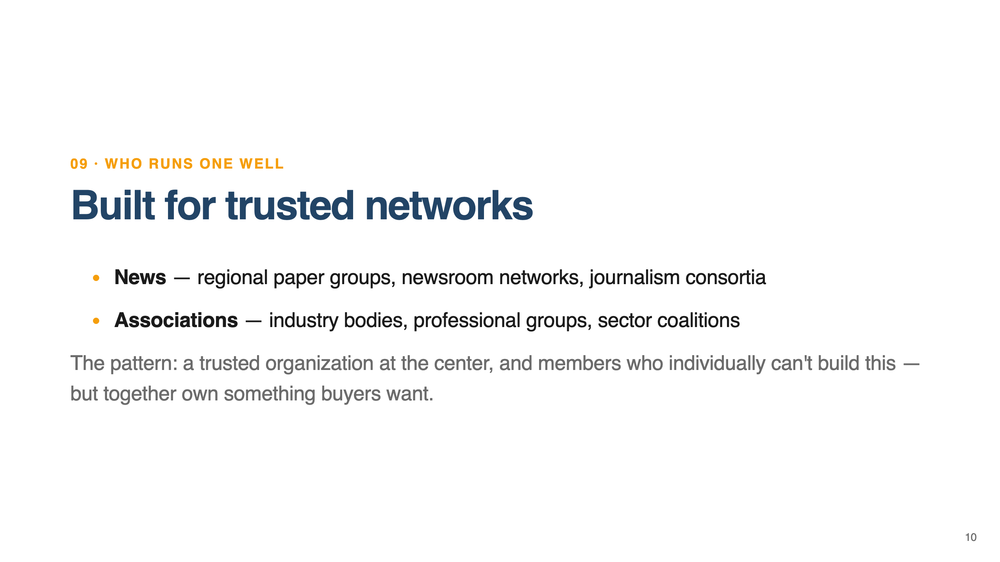 09 · WHO RUNS ONE WELL
Built for trusted networks
• News — regional paper groups, newsroom networks, journalism consortia
• Associations — industry bodies, professional groups, sector coalitions
The pattern: a trusted organization at the center, and members who individually can't build this —
but together own something buyers want.
10